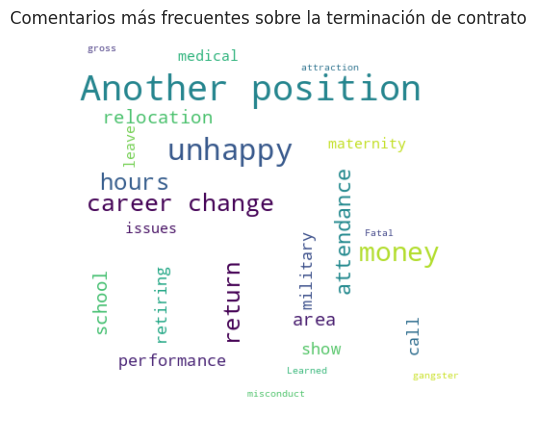 Comentarios más frecuentes sobre la terminación de contrato
gross
medical
attraction
Another position
relocation
leave
maternity
unhappy
hours
attendance
career change
issues
Fatal
military
money
school
retiring
return
area
call
show
performance
Learned
gangster
misconduct